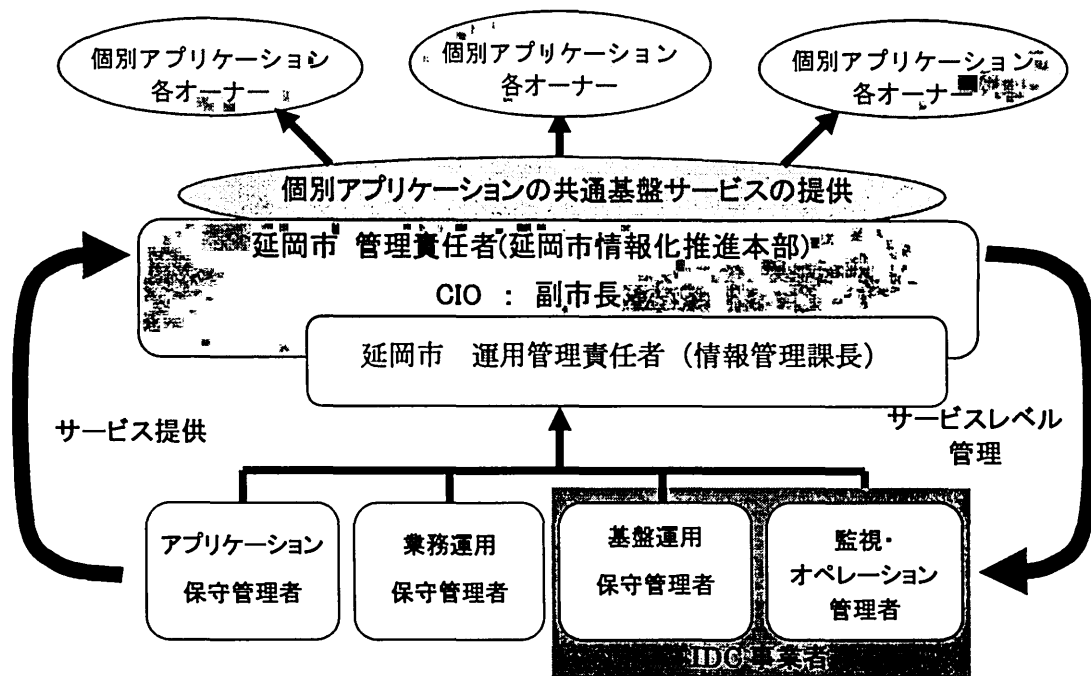 個別アプリケーション
各オーナー
個別アプリケーション
各オーナー
個別アプリケーション
各オーナー
個別アプリケーションの共通基盤サービスの提供
延岡市 管理責任者(延岡市情報化推進本部)
CIO : 副市長
延岡市 運用管理責任者 (情報管理課長)
サービス提供
サービスレベル
管理
アプリケーション
保守管理者
業務運用
保守管理者
基盤運用
保守管理者
監視・
オペレーション
管理者
IDC事業者